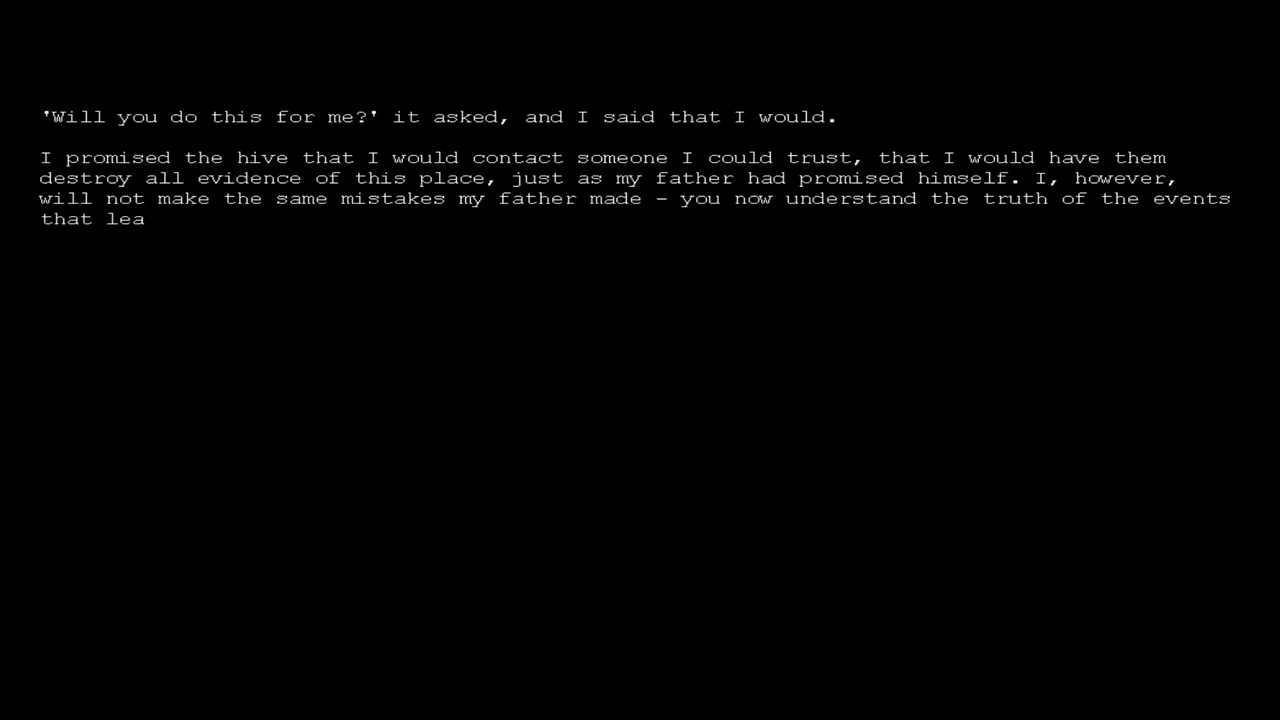 'Will you do this for me?' it asked, and I said that I would.
I promised the hive that I would contact someone I could trust, that I would have them
destroy all evidence of this place, just as my father had promised himself. I, however,
will not make the same mistakes my father made - you now understand the truth of the events
that lea